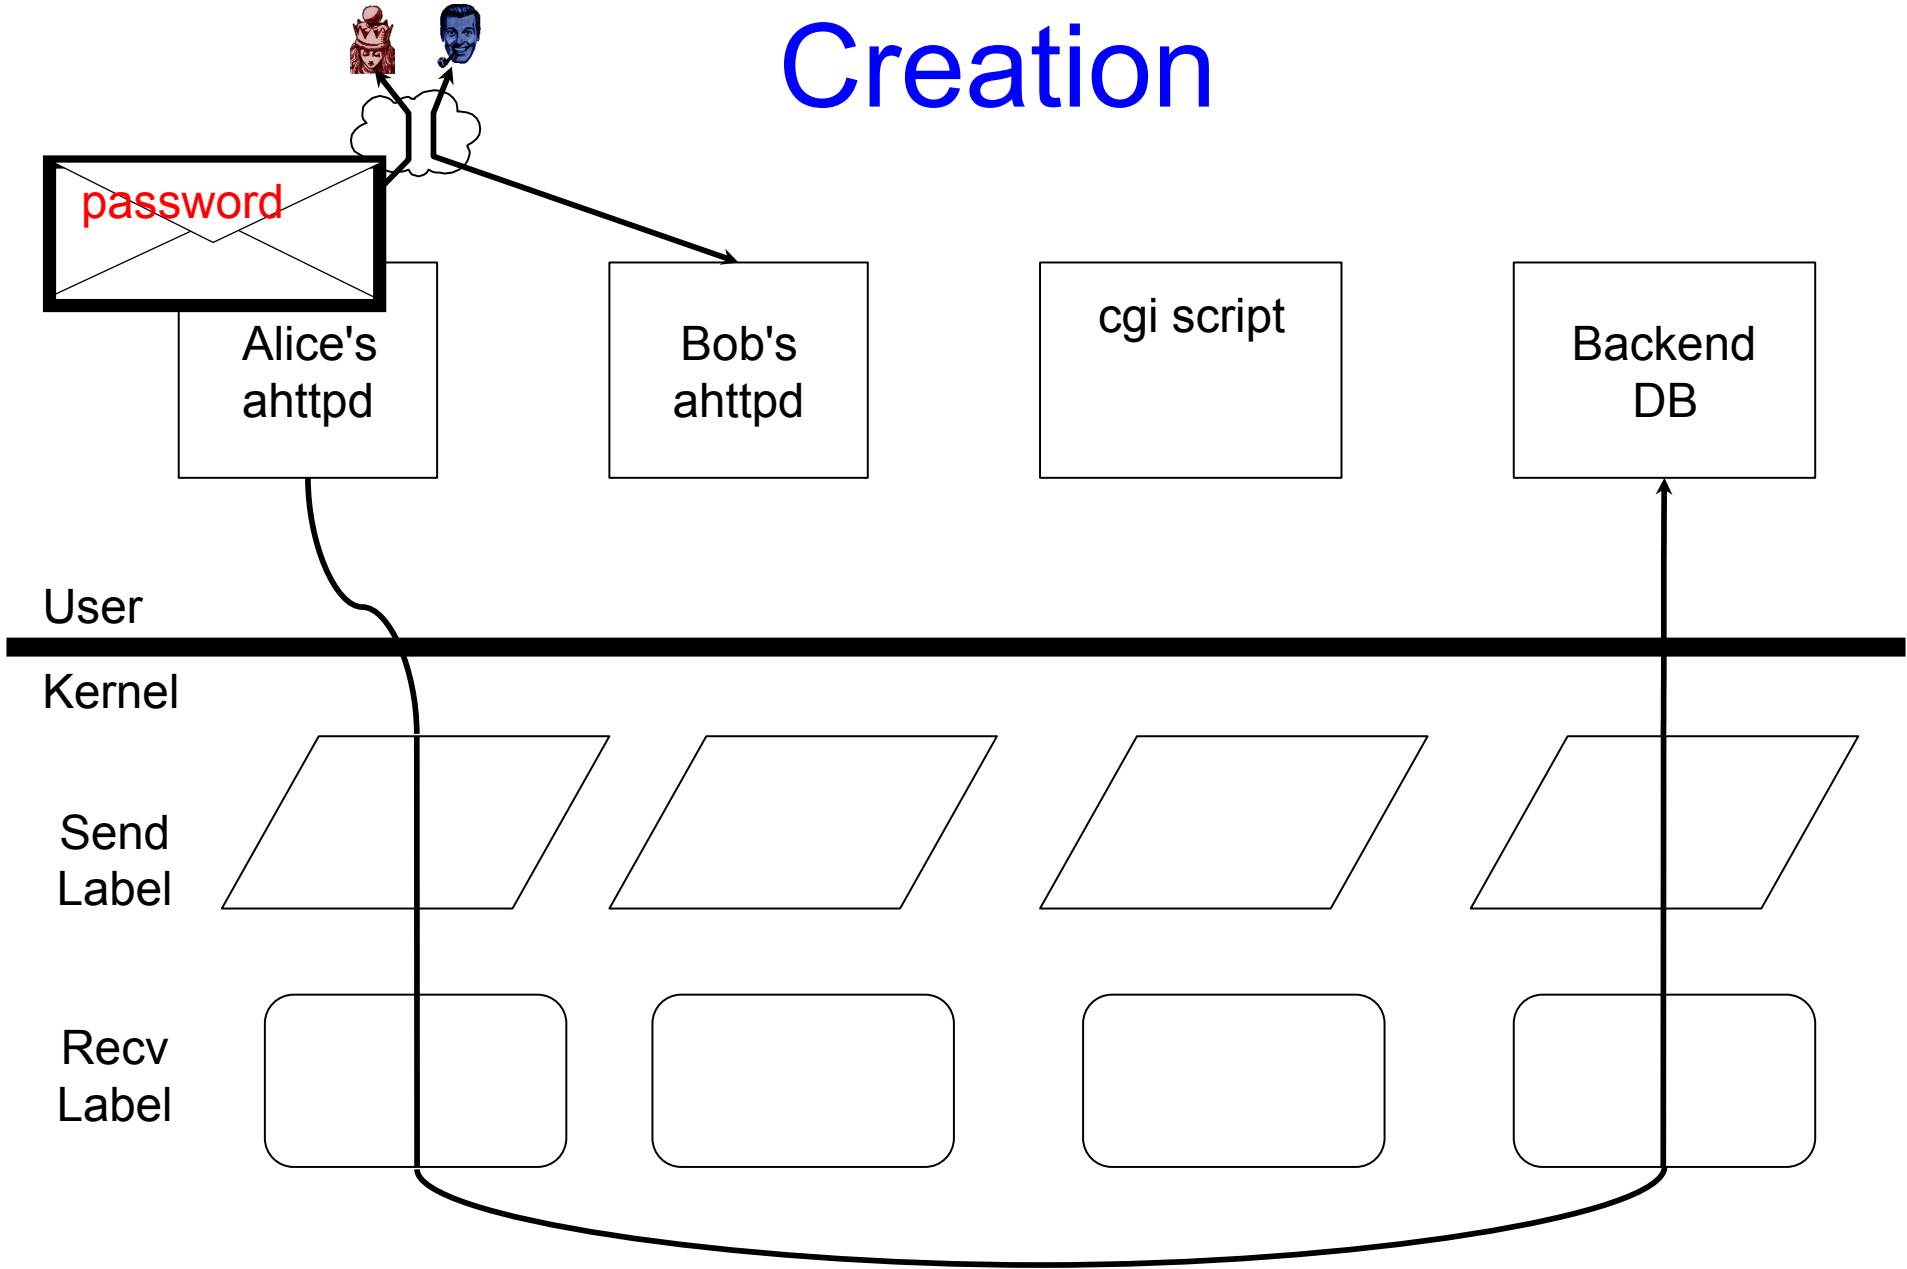 Creation
password
Alice's
ahttpd
Bob's
ahttpd
cgi script
Backend
DB
User
Kernel
Send
Label
Recv
Label